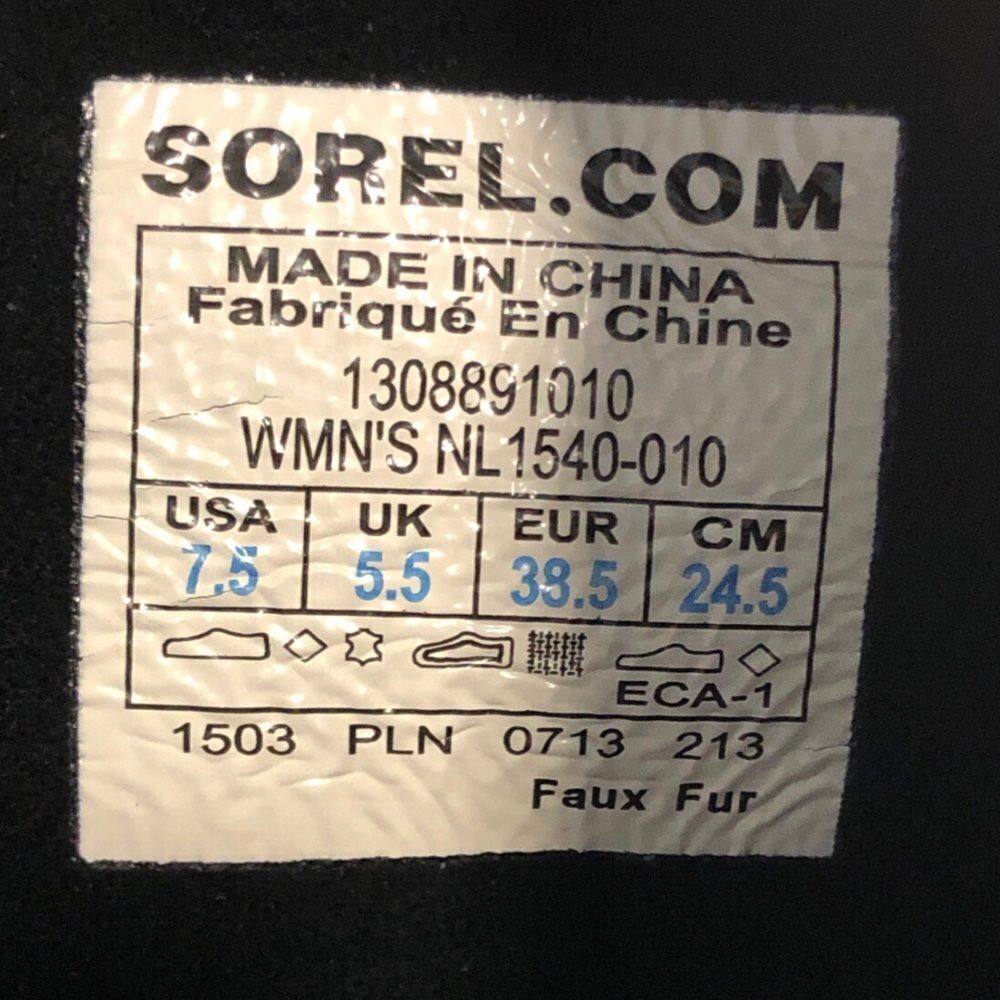 SOREL.COM
MADE IN CHINA
Fabriqué En Chine
1308891010
WMN'S NL1540-010
USA UK EUR CM
7.5 5.5 38.5 24.5
ECA-1
1503 PLN 0713 213
Faux Fur